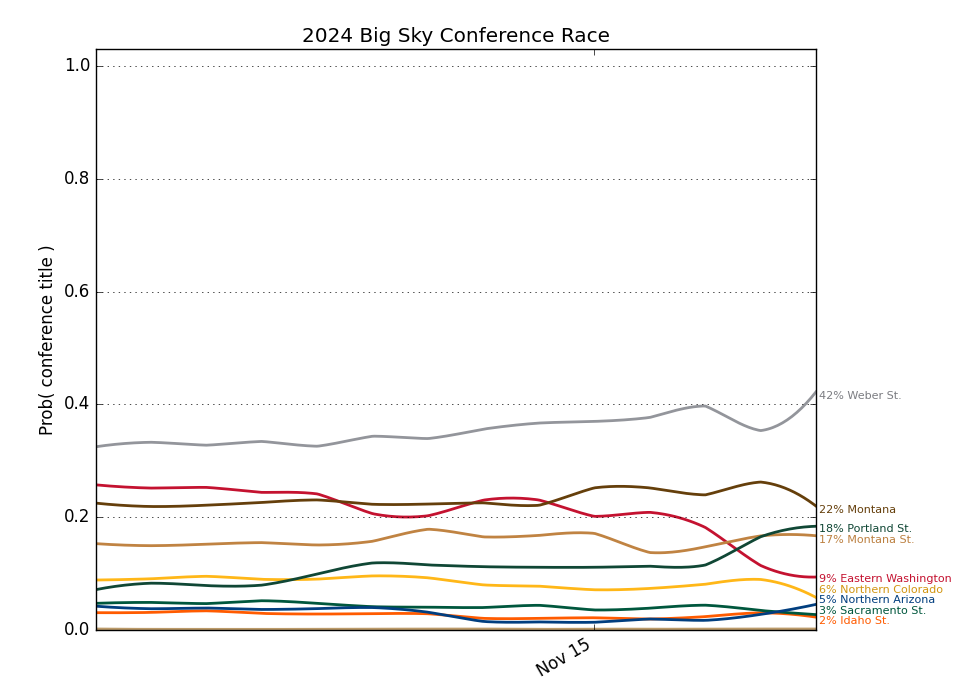 2024 Big Sky Conference Race
Prob( conference title )
1.0
0.8
0.6
0.4
0.2
0.0
Nov 15
42% Weber St.
22% Montana
18% Portland St.
17% Montana St.
9% Eastern Washington
6% Northern Colorado
5% Northern Arizona
3% Sacramento St.
2% Idaho St.